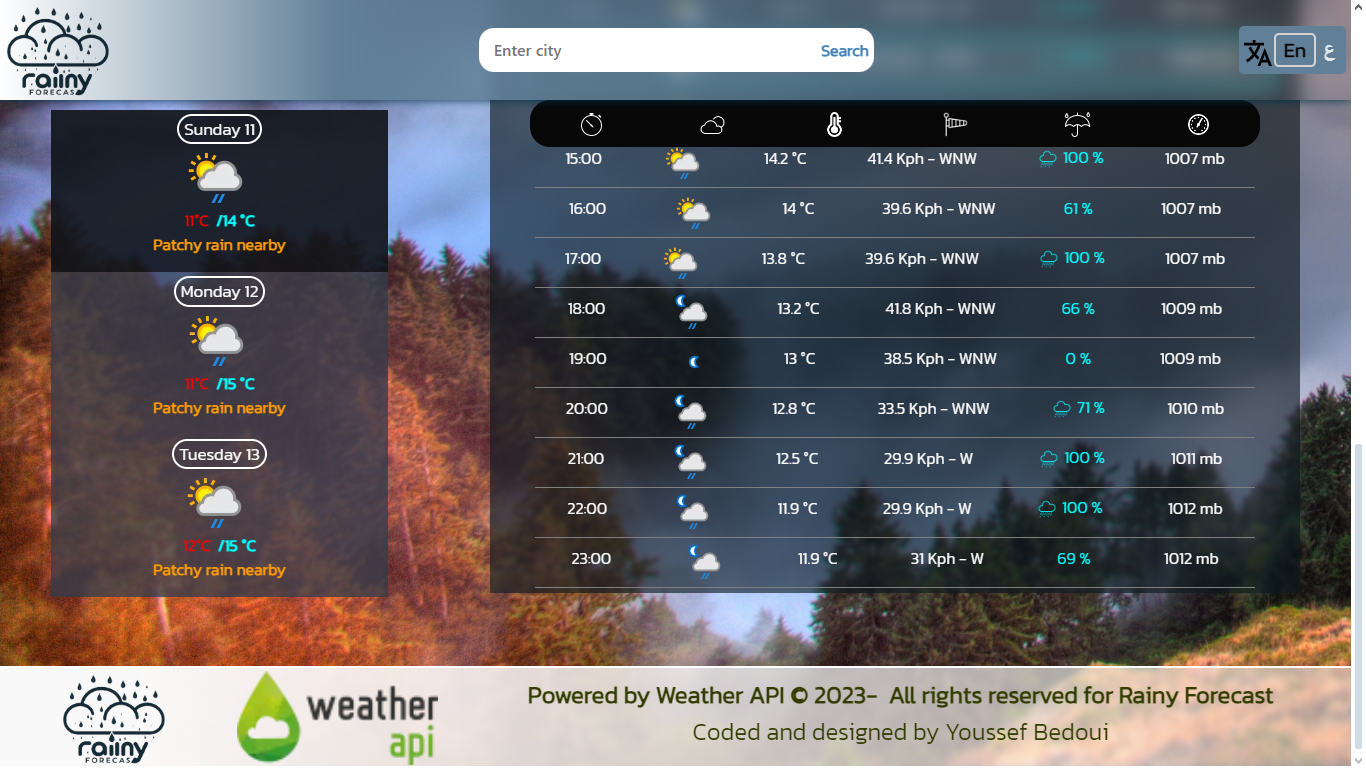 raiiny
FORECAST
Enter city
Search
En
ع
Sunday 11
11°C /14 °C
Patchy rain nearby
Monday 12
11°C /15 °C
Patchy rain nearby
Tuesday 13
12°C /15 °C
Patchy rain nearby
15:00 14.2 °C 41.4 Kph - WNW 100 % 1007 mb
16:00 14 °C 39.6 Kph - WNW 61 % 1007 mb
17:00 13.8 °C 39.6 Kph - WNW 100 % 1007 mb
18:00 13.2 °C 41.8 Kph - WNW 66 % 1009 mb
19:00 13 °C 38.5 Kph - WNW 0 % 1009 mb
20:00 12.8 °C 33.5 Kph - WNW 71 % 1010 mb
21:00 12.5 °C 29.9 Kph - W 100 % 1011 mb
22:00 11.9 °C 29.9 Kph - W 100 % 1012 mb
23:00 11.9 °C 31 Kph - W 69 % 1012 mb
raiiny
FORECAST
weather
api
Powered by Weather API © 2023- All rights reserved for Rainy Forecast
Coded and designed by Youssef Bedoui